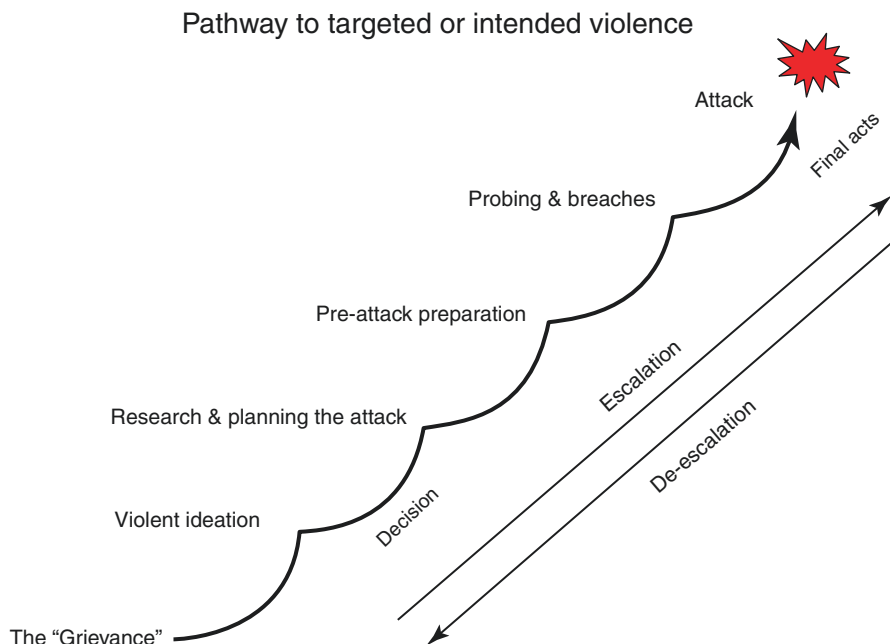 Pathway to targeted or intended violence
Attack
Final acts
Probing & breaches
Pre-attack preparation
Escalation
Research & planning the attack
De-escalation
Violent ideation
Decision
The “Grievance”